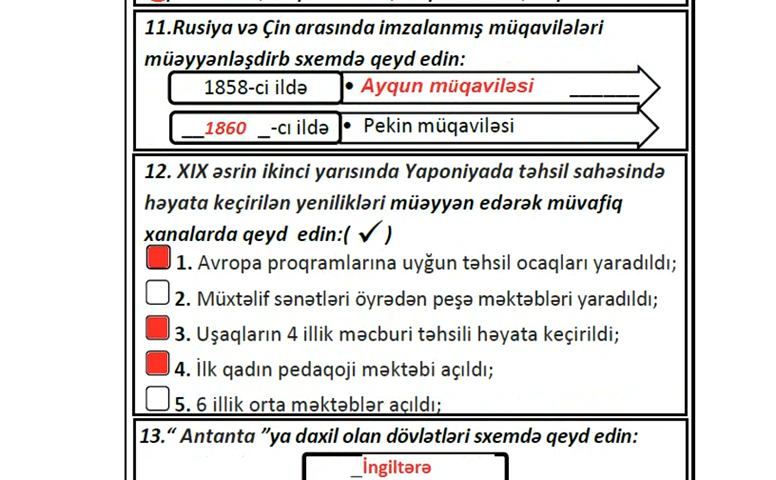 11.Rusiya və Çin arasında imzalanmış müqavilələri
müəyyənləşdirb sxemdə qeyd edin:
1858-ci ildə • Ayqun müqaviləsi ______
__1860 _-cı ildə • Pekin müqaviləsi
12. XIX əsrin ikinci yarısında Yaponiyada təhsil sahəsində
həyata keçirilən yenilikləri müəyyən edərək müvafiq
xanalarda qeyd edin:( ✓ )
1. Avropa proqramlarına uyğun təhsil ocaqları yaradıldı;
2. Müxtəlif sənətləri öyrədən peşə məktəbləri yaradıldı;
3. Uşaqların 4 illik məcburi təhsili həyata keçirildi;
4. İlk qadın pedaqoji məktəbi açıldı;
5. 6 illik orta məktəblər açıldı;
13.“ Antanta ”ya daxil olan dövlətləri sxemdə qeyd edin:
_İngiltərə